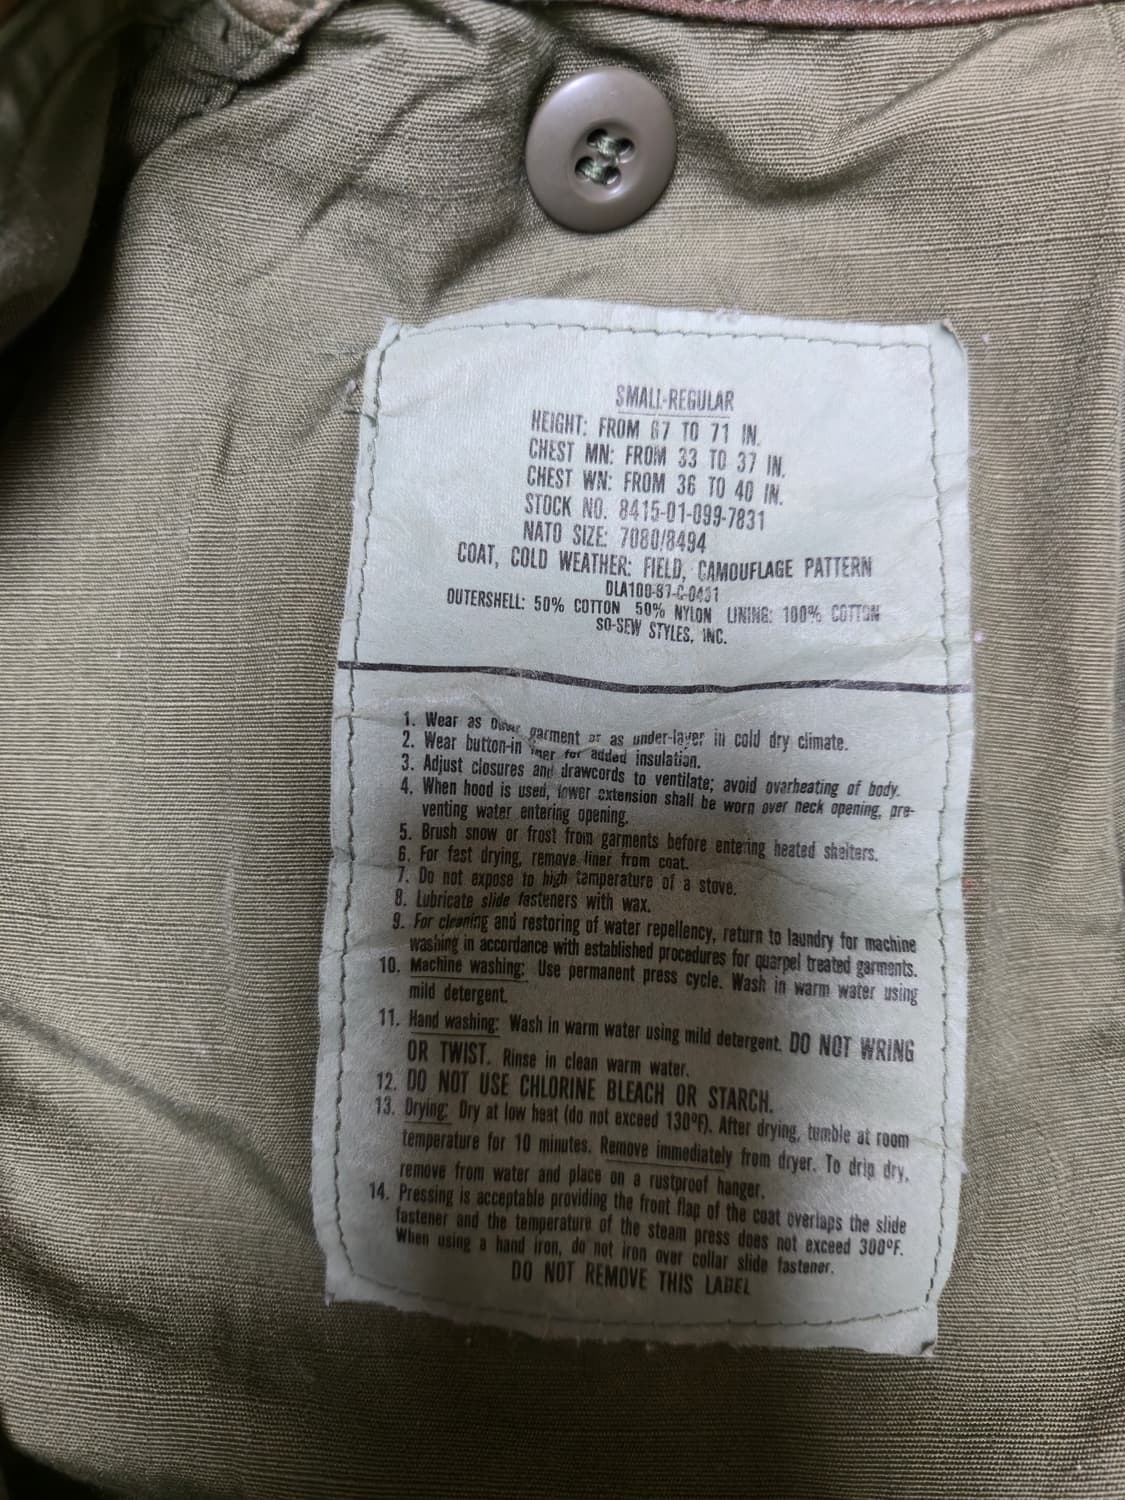 SMALL-REGULAR
HEIGHT: FROM 67 TO 71 IN.
CHEST MN: FROM 33 TO 37 IN.
CHEST WN: FROM 36 TO 40 IN.
STOCK NO. 8415-01-099-7831
NATO SIZE: 7080/8494
COAT, COLD WEATHER: FIELD, CAMOUFLAGE PATTERN
DLA100-87-C-0431
OUTERSHELL: 50% COTTON 50% NYLON LINING: 100% COTTON
SO-SEW STYLES, INC.
1. Wear as garment or as under-layer in cold dry climate.
2. Wear button-in for added insulation.
3. Adjust closures and drawcords to ventilate; avoid overheating of body.
4. When hood is used, lower extension shall be worn over neck opening, pre-
venting water entering opening.
5. Brush snow or frost from garments before entering heated shelters.
6. For fast drying, remove liner from coat.
7. Do not expose to high temperature of a stove.
8. Lubricate slide fasteners with wax.
9. For cleaning and restoring of water repellency, return to laundry for machine
washing in accordance with established procedures for quarpel treated garments.
10. Machine washing: Use permanent press cycle. Wash in warm water using
mild detergent.
11. Hand washing: Wash in warm water using mild detergent. DO NOT WRING
OR TWIST. Rinse in clean warm water.
12. DO NOT USE CHLORINE BLEACH OR STARCH.
13. Drying: Dry at low heat (do not exceed 130ºF). After drying, tumble at room
temperature for 10 minutes. Remove immediately from dryer. To drip dry,
remove from water and place on a rustproof hanger.
14. Pressing is acceptable providing the front flap of the coat overlaps the slide
fastener and the temperature of the steam press does not exceed 300ºF.
When using a hand iron, do not iron over collar slide fastener.
DO NOT REMOVE THIS LABEL